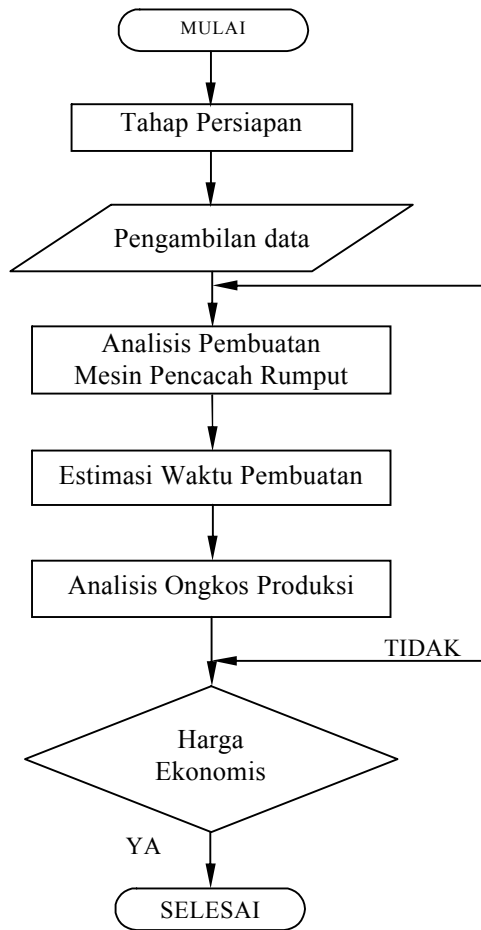 MULAI
Tahap Persiapan
Pengambilan data
Analisis Pembuatan
Mesin Pencacah Rumput
Estimasi Waktu Pembuatan
Analisis Ongkos Produksi
TIDAK
Harga
Ekonomis
YA
SELESAI